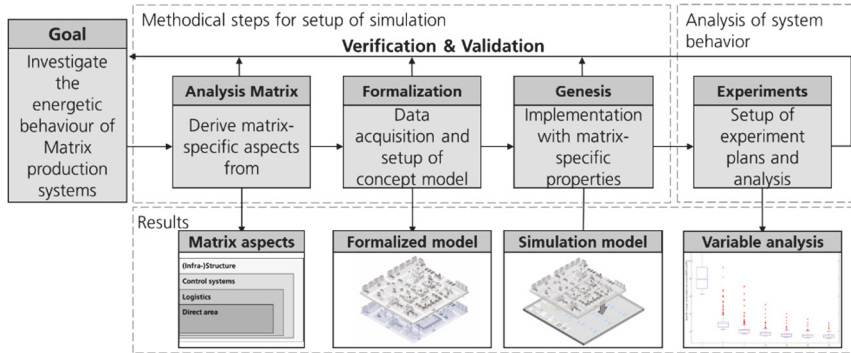 Methodical steps for setup of simulation
Analysis of system
behavior
Verification & Validation
Goal
Investigate
the
energetic
behaviour of
Matrix
production
systems
Analysis Matrix
Derive matrix-
specific aspects
from
Formalization
Data
acquisition and
setup of
concept model
Genesis
Implementation
with matrix-
specific
properties
Experiments
Setup of
experiment
plans and
analysis
Results
Matrix aspects
(Infra-)Structure
Control systems
Logistics
Direct area
Formalized model
Simulation model
Variable analysis